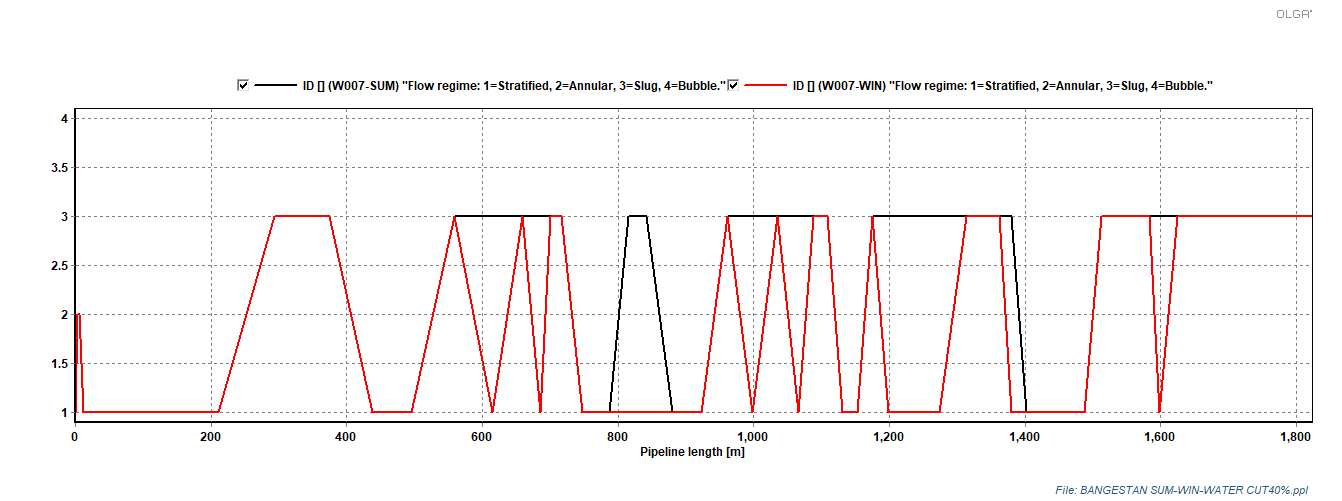 OLGA
ID [] (W007-SUM) "Flow regime: 1=Stratified, 2=Annular, 3=Slug, 4=Bubble." ID [] (W007-WIN) "Flow regime: 1=Stratified, 2=Annular, 3=Slug, 4=Bubble."
4
3.5
3
2.5
2
1.5
1
0 200 400 600 800 1,000 1,200 1,400 1,600 1,800
Pipeline length [m]
File: BANGESTAN SUM-WIN-WATER CUT40%.ppl